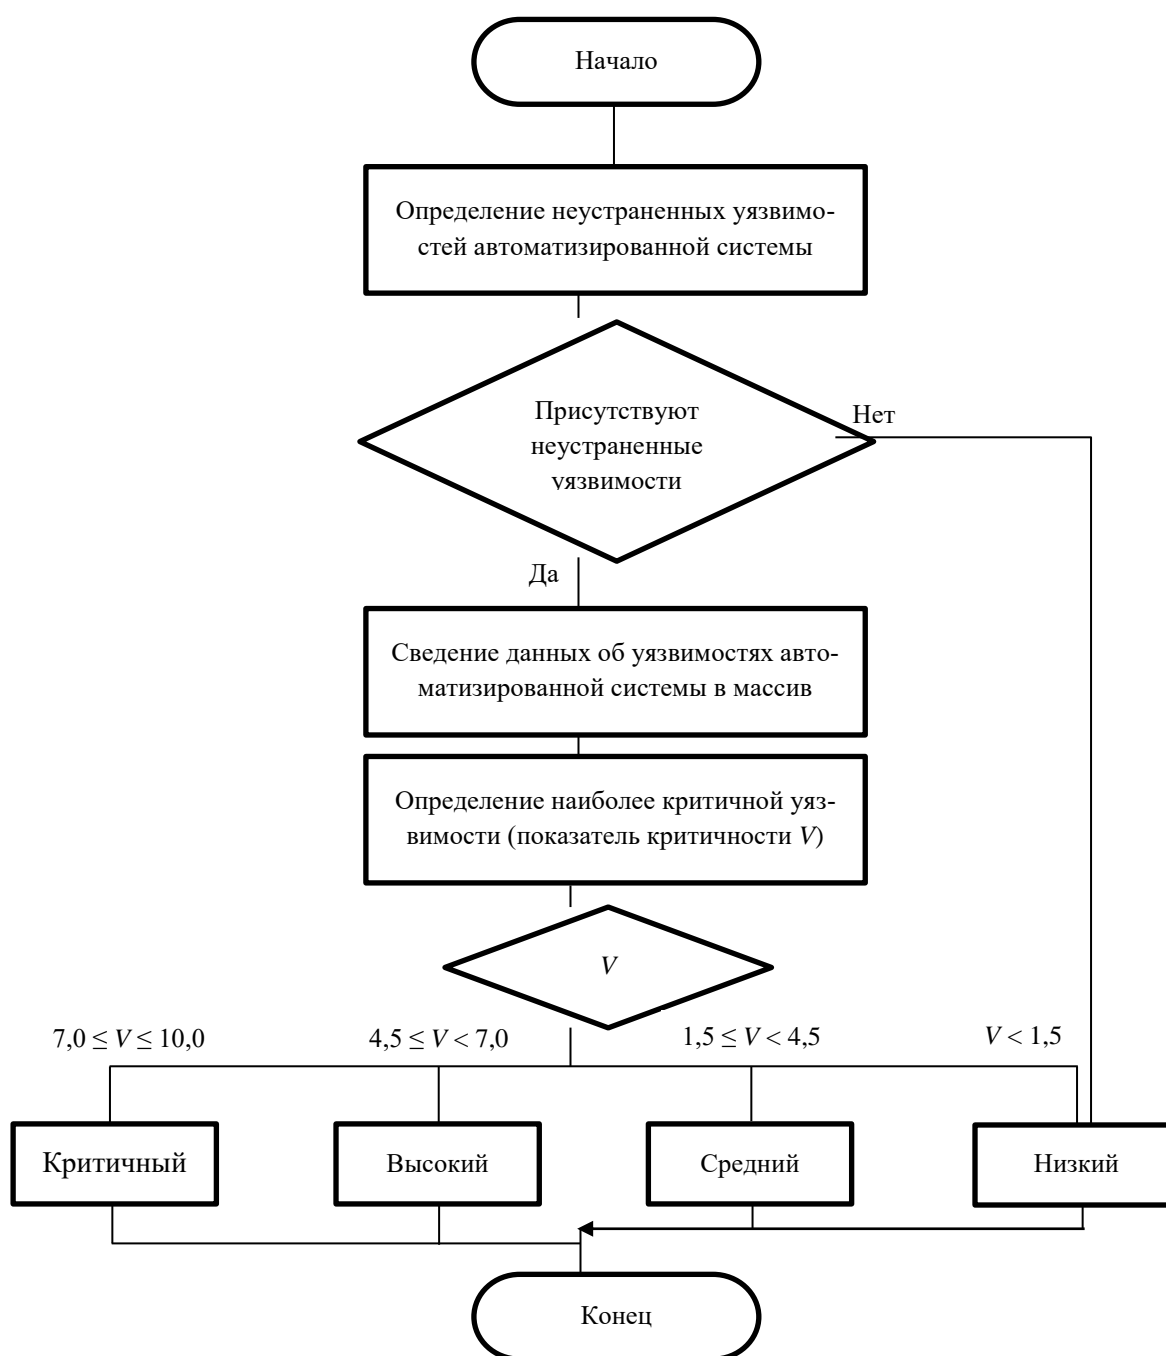 Начало
Определение неустраненных уязвимо-
стей автоматизированной системы
Присутствуют
неустраненные
уязвимости
Нет
Да
Сведение данных об уязвимостях авто-
матизированной системы в массив
Определение наиболее критичной уяз-
вимости (показатель критичности V)
V
7,0 ≤ V ≤ 10,0
4,5 ≤ V < 7,0
1,5 ≤ V < 4,5
V < 1,5
Критичный
Высокий
Средний
Низкий
Конец